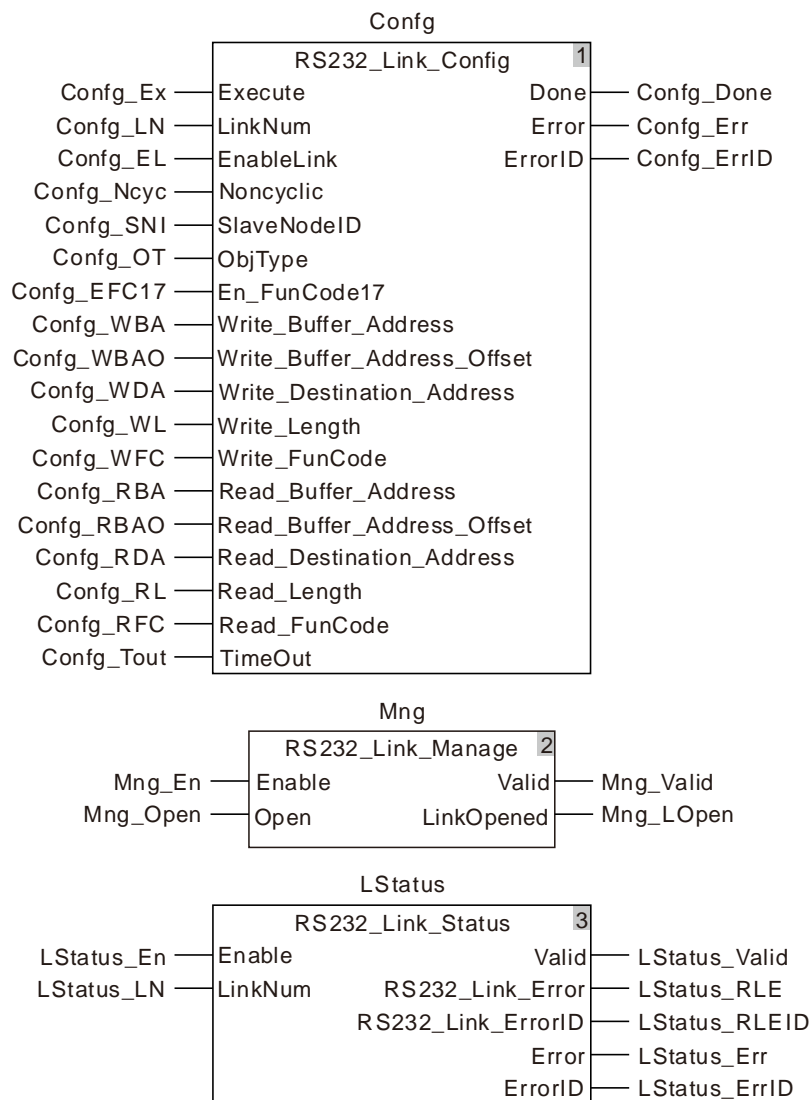 Confg
RS232_Link_Config 1
Confg_Ex Execute Done Confg_Done
Confg_LN LinkNum Error Confg_Err
Confg_EL EnableLink ErrorID Confg_ErrID
Confg_Ncyc Noncyclic
Confg_SNI SlaveNodeID
Confg_OT ObjType
Confg_EFC17 En_FunCode17
Confg_WBA Write_Buffer_Address
Confg_WBAO Write_Buffer_Address_Offset
Confg_WDA Write_Destination_Address
Confg_WL Write_Length
Confg_WFC Write_FunCode
Confg_RBA Read_Buffer_Address
Confg_RBAO Read_Buffer_Address_Offset
Confg_RDA Read_Destination_Address
Confg_RL Read_Length
Confg_RFC Read_FunCode
Confg_Tout TimeOut
Mng
RS232_Link_Manage 2
Mng_En Enable Valid Mng_Valid
Mng_Open Open LinkOpened Mng_LOpen
LStatus
RS232_Link_Status 3
LStatus_En Enable Valid LStatus_Valid
LStatus_LN LinkNum RS232_Link_Error LStatus_RLE
RS232_Link_ErrorID LStatus_RLEID
Error LStatus_Err
ErrorID LStatus_ErrID